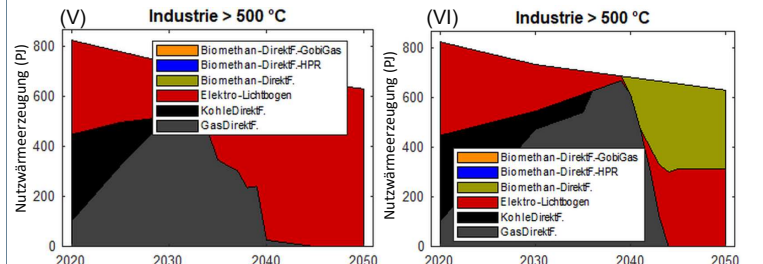 (V)
Industrie > 500 °C
Nutzwärmeerzeugung (PJ)
800
600
400
200
0
2020
2030
2040
2050
Biomethan-DirektF.-GobiGas
Biomethan-DirektF.-HPR
Biomethan-DirektF.
Elektro-Lichtbogen
KohleDirektF.
GasDirektF.
(VI)
Industrie > 500 °C
Nutzwärmeerzeugung (PJ)
800
600
400
200
0
2020
2030
2040
2050
Biomethan-DirektF.-GobiGas
Biomethan-DirektF.-HPR
Biomethan-DirektF.
Elektro-Lichtbogen
KohleDirektF.
GasDirektF.